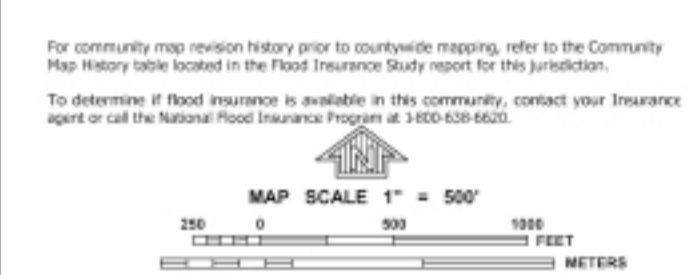 For community map revision history prior to countywide mapping, refer to the Community
Map History table located in the Flood Insurance Study report for this jurisdiction.
To determine if flood insurance is available in this community, contact your Insurance
agent or call the National Flood Insurance Program at 1-800-638-6620.
N
MAP SCALE 1" = 500'
250 0 500 1000
FEET
METERS